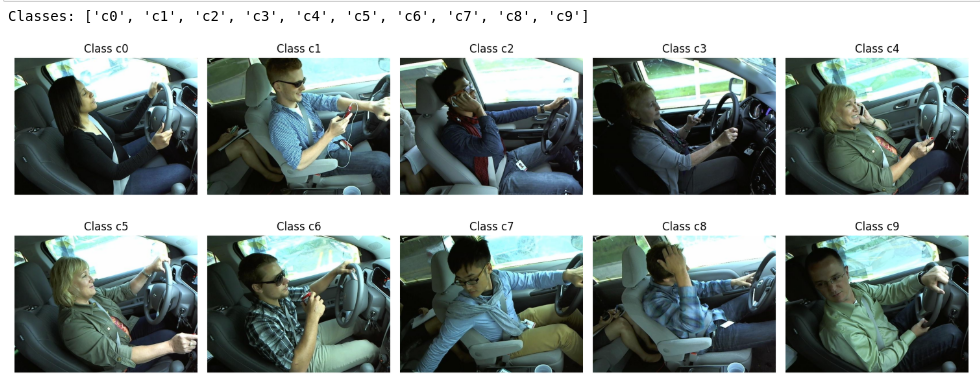 Classes: ['c0', 'c1', 'c2', 'c3', 'c4', 'c5', 'c6', 'c7', 'c8', 'c9']
Class c0
Class c1
Class c2
Class c3
Class c4
Class c5
Class c6
Class c7
Class c8
Class c9